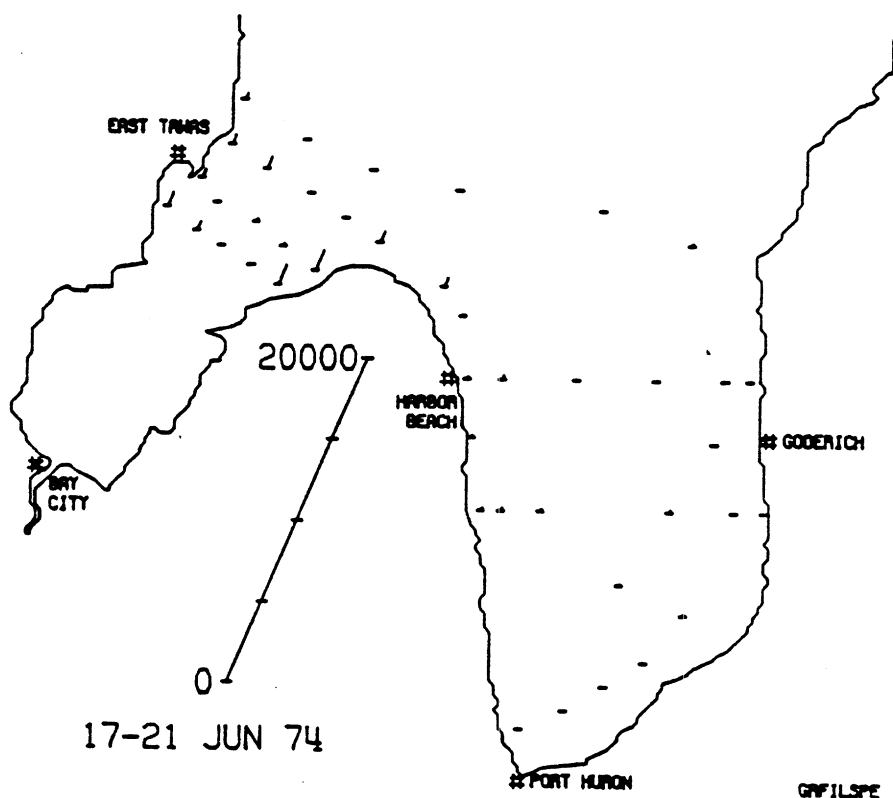 EAST TAWAS
20000
HARBOR
BEACH
GODERICH
BAY
CITY
0
17-21 JUN 74
PORT HURON
GRFILSPE